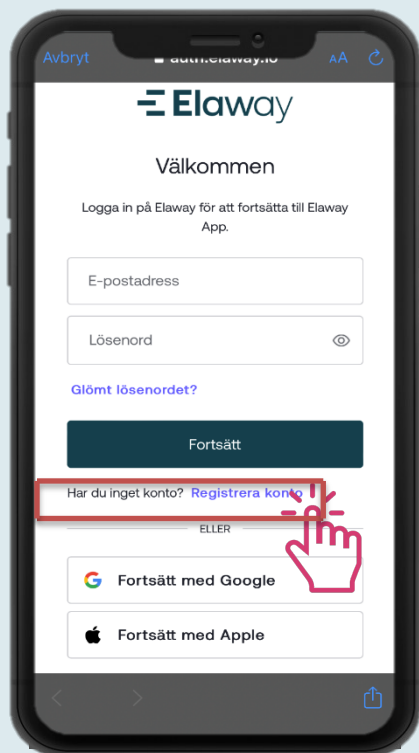 Avbryt auth.elaway.io AA
Elaway
Välkommen
Logga in på Elaway för att fortsätta till Elaway
App.
E-postadress
Lösenord
Glömt lösenordet?
Fortsätt
Har du inget konto? Registrera konto
ELLER
Fortsätt med Google
Fortsätt med Apple